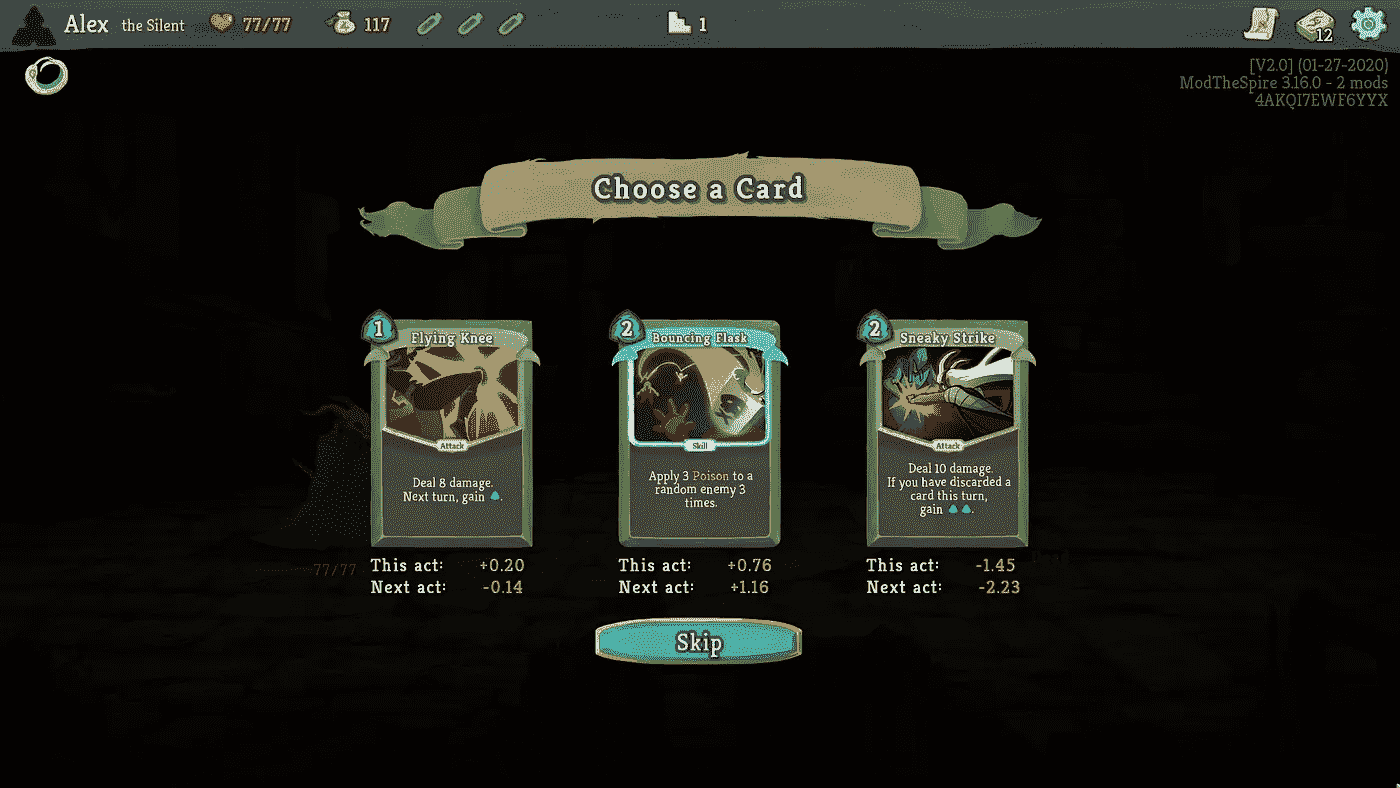 Alex the Silent 77/77 117 1 12
[V2.0] (01-27-2020)
ModTheSpire 3.16.0 - 2 mods
4AKQI7EWF6YYX
Choose a Card
1 Flying Knee
Attack
Deal 8 damage.
Next turn, gain .
This act: +0.20
Next act: -0.14
2 Bouncing Flask
Skill
Apply 3 Poison to a
random enemy 3
times.
This act: +0.76
Next act: +1.16
2 Sneaky Strike
Attack
Deal 10 damage.
If you have discarded a
card this turn,
gain .
This act: -1.45
Next act: -2.23
77/77
Skip